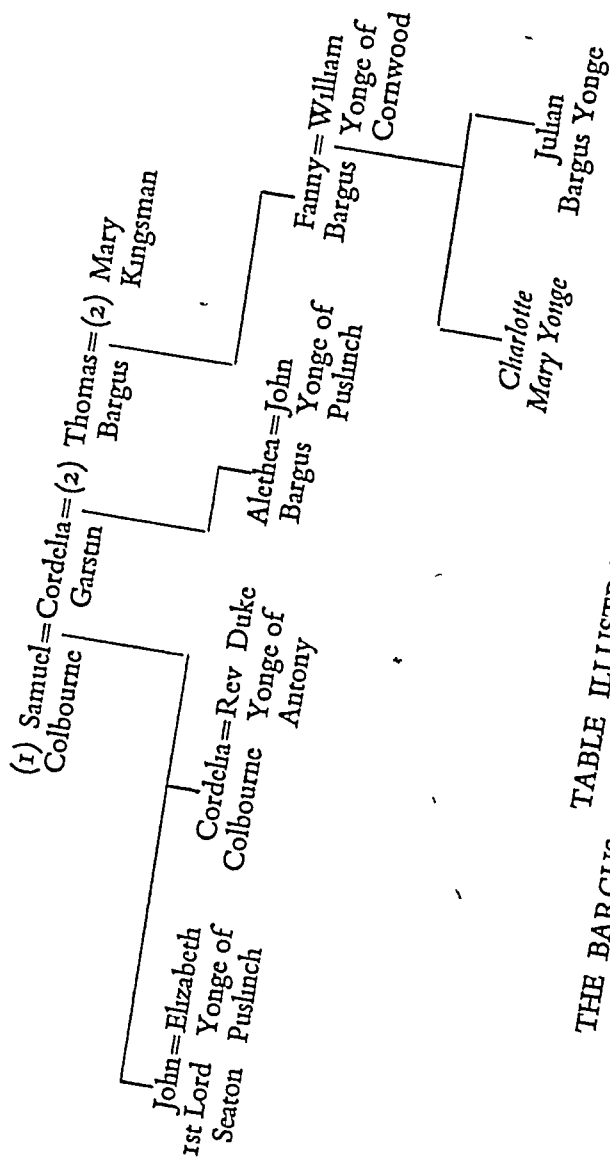 (1) Samuel=Cordelia=(2) Thomas=(2) Mary
Colbourne Garstin Bargus Kingsman
John=Elizabeth
1st Lord Yonge of
Seaton Puslinch
Cordelia=Rev Duke
Colbourne Yonge of
Antony
Alethea=John
Bargus Yonge of
Puslinch
Fanny=William
Bargus Yonge of
Cornwood
Charlotte
Mary Yonge
Julian
Bargus Yonge
TABLE
THE BARGUS